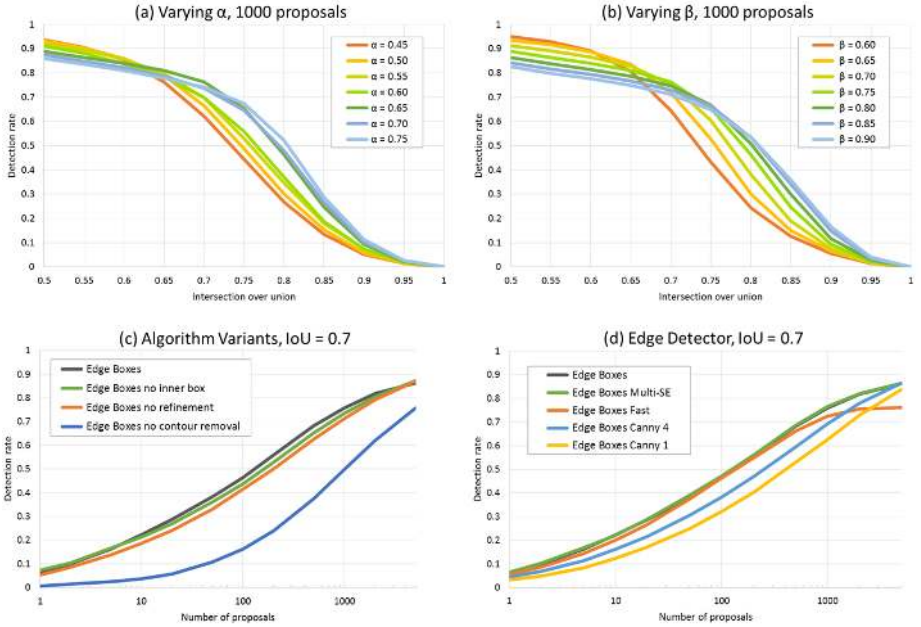 (a) Varying α, 1000 proposals
1
0.9
0.8
0.7
0.6
0.5
0.4
0.3
0.2
0.1
0
Detection rate
α = 0.45
α = 0.50
α = 0.55
α = 0.60
α = 0.65
α = 0.70
α = 0.75
0.5 0.55 0.6 0.65 0.7 0.75 0.8 0.85 0.9 0.95 1
Intersection over union
(b) Varying β, 1000 proposals
1
0.9
0.8
0.7
0.6
0.5
0.4
0.3
0.2
0.1
0
Detection rate
β = 0.60
β = 0.65
β = 0.70
β = 0.75
β = 0.80
β = 0.85
β = 0.90
0.5 0.55 0.6 0.65 0.7 0.75 0.8 0.85 0.9 0.95 1
Intersection over union
(c) Algorithm Variants, IoU = 0.7
1
0.9
0.8
0.7
0.6
0.5
0.4
0.3
0.2
0.1
0
Detection rate
Edge Boxes
Edge Boxes no inner box
Edge Boxes no refinement
Edge Boxes no contour removal
1 10 100 1000
Number of proposals
(d) Edge Detector, IoU = 0.7
1
0.9
0.8
0.7
0.6
0.5
0.4
0.3
0.2
0.1
0
Detection rate
Edge Boxes
Edge Boxes Multi-SE
Edge Boxes Fast
Edge Boxes Canny 4
Edge Boxes Canny 1
1 10 100 1000
Number of proposals